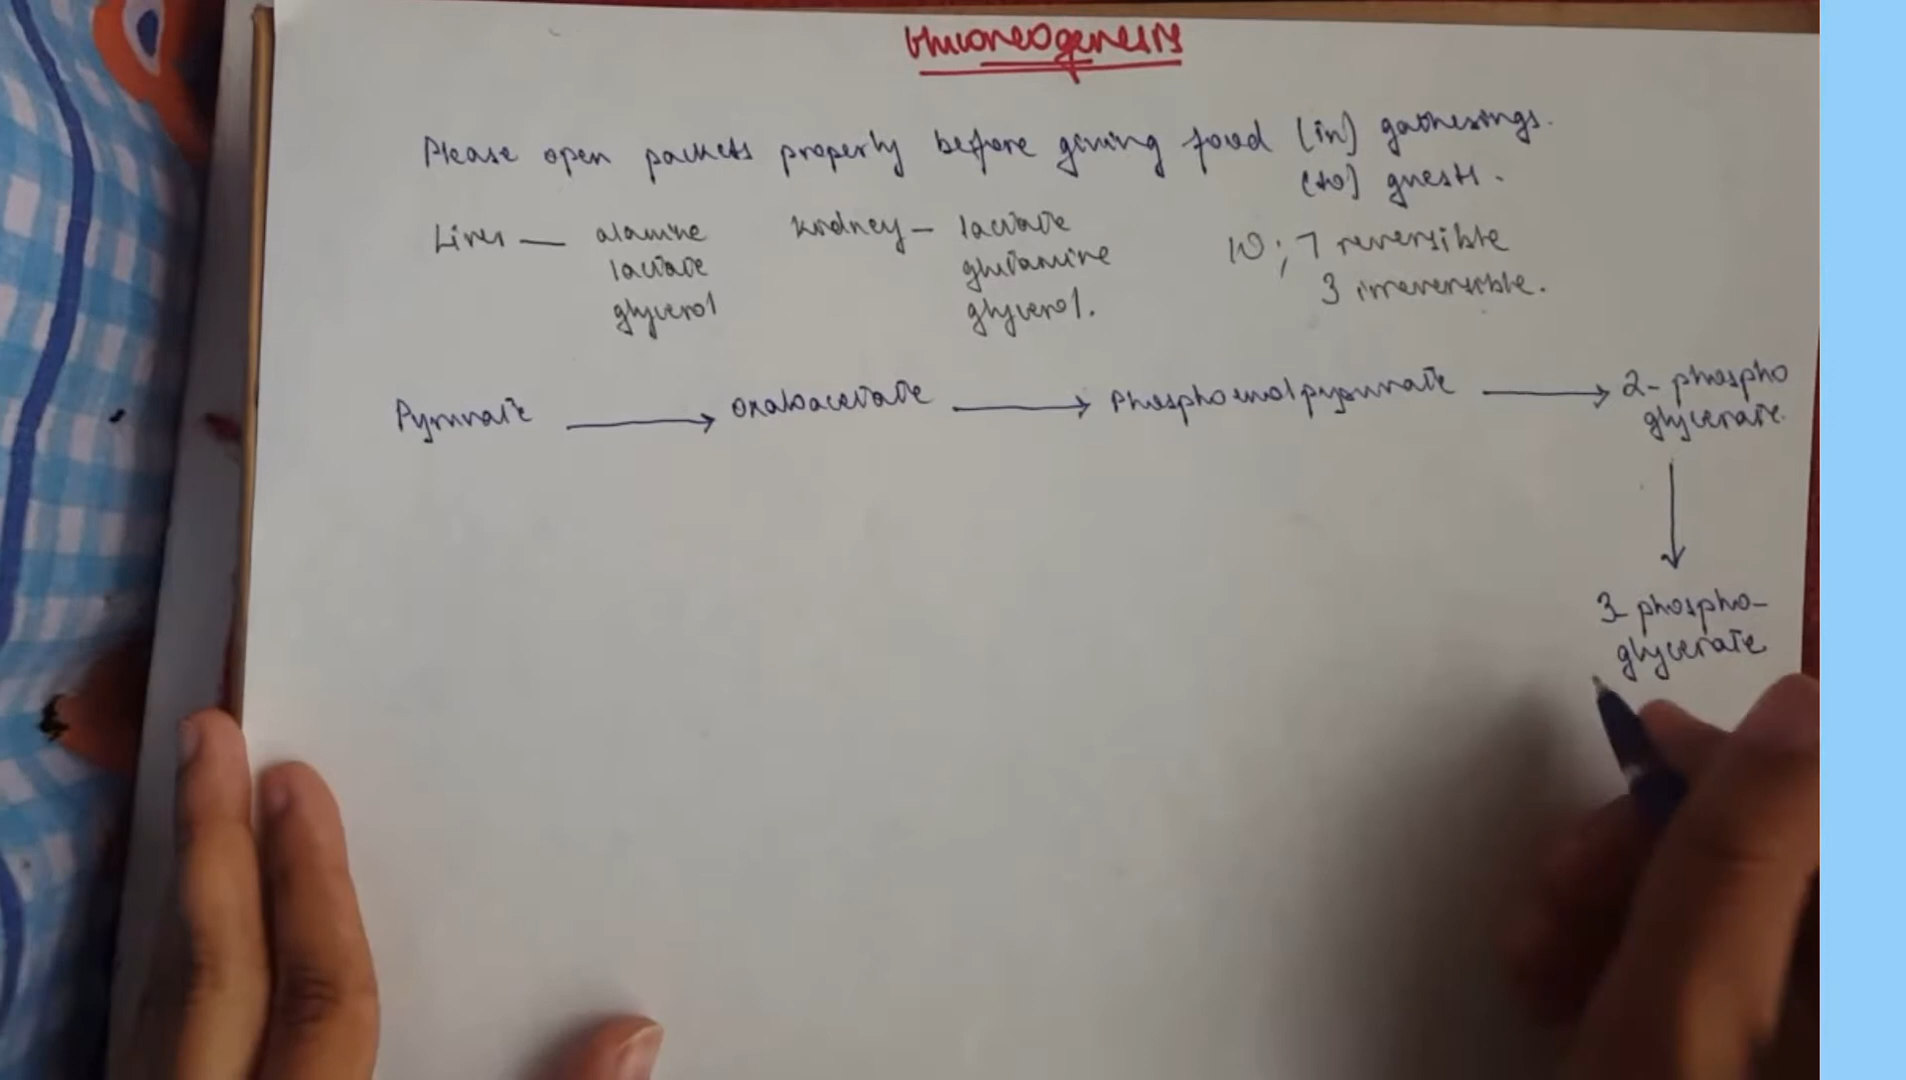 Gluconeogenesis
Please open packets properly before giving food (in) gatherings.
(to) guests.
Liver — alanine
lactate
glycerol
kidney — lactate
glutamine
glycerol.
10; 7 reversible
3 irreversible.
Pyruvate → oxaloacetate → Phosphoenolpyruvate → 2-phospho
glycerate.
3-phospho-
glycerate